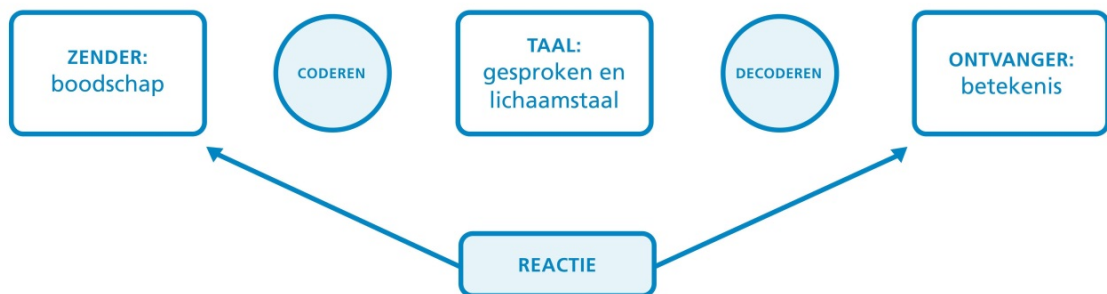 ZENDER:
boodschap
CODEREN
TAAL:
gesproken en
lichaamstaal
DECODEREN
ONTVANGER:
betekenis
REACTIE